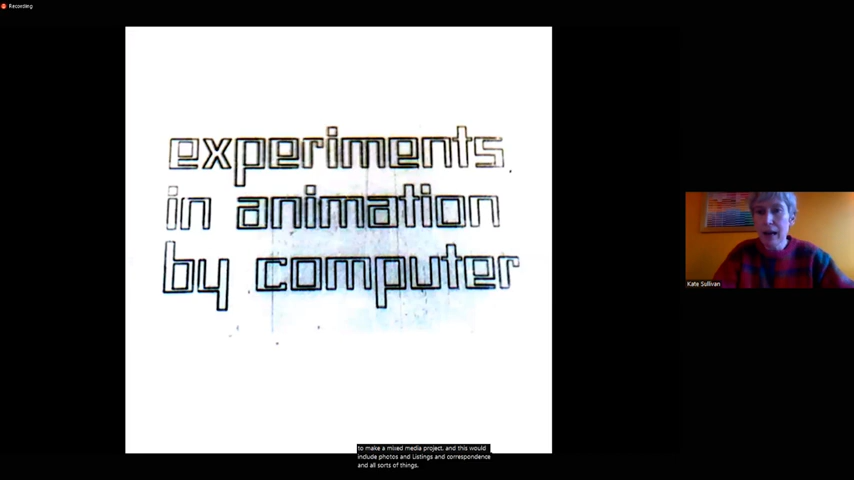 Recording
experiments
in animation
by computer
Kate Sullivan
to make a mixed media project, and this would
include photos and Listings and correspondence
and all sorts of things.